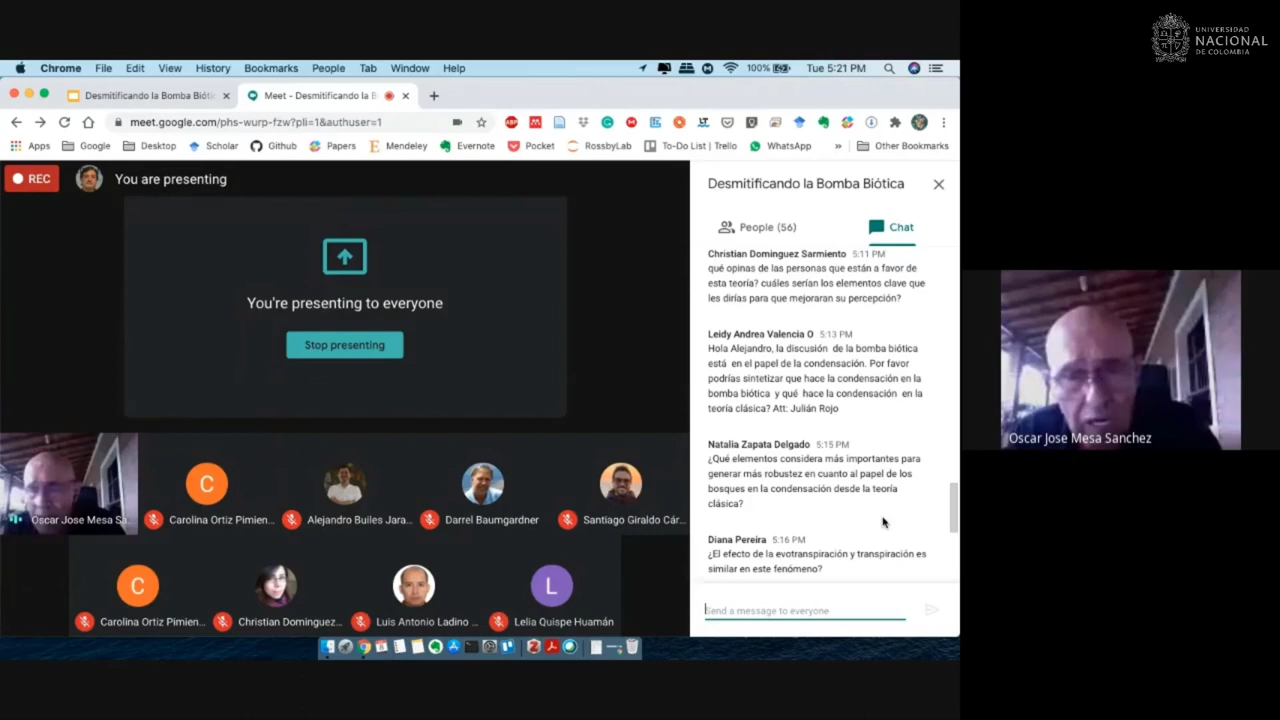 UNIVERSIDAD
NACIONAL
DE COLOMBIA
Chrome File Edit View History Bookmarks People Tab Window Help 100% Tue 5:21 PM
Desmitificando la Bomba Biótic
Meet - Desmitificando la B
meet.google.com/phs-wurp-fzw?pli=1&authuser=1
Apps Google Desktop Scholar Github Papers Mendeley Evernote Pocket RossbyLab To-Do List | Trello WhatsApp » Other Bookmarks
REC
You are presenting
You're presenting to everyone
Stop presenting
Oscar Jose Mesa Sa...
Carolina Ortiz Pimien...
Alejandro Builes Jara...
Darrel Baumgardner
Santiago Giraldo Cár...
C
C
L
Carolina Ortiz Pimien...
Christian Dominguez...
Luis Antonio Ladino ...
Lelia Quispe Huamán
Desmitificando la Bomba Biótica
People (56)
Chat
Christian Dominguez Sarmiento 5:11 PM
qué opinas de las personas que están a favor de
esta teoría? cuáles serían los elementos clave que
les dirías para que mejoraran su percepción?
Leidy Andrea Valencia O 5:13 PM
Hola Alejandro, la discusión de la bomba biótica
está en el papel de la condensación. Por favor
podrías sintetizar que hace la condensación en la
bomba biótica y qué hace la condensación en la
teoría clásica? Att: Julián Rojo
Natalia Zapata Delgado 5:15 PM
¿Qué elementos considera más importantes para
generar más robustez en cuanto al papel de los
bosques en la condensación desde la teoría
clásica?
Diana Pereira 5:16 PM
¿El efecto de la evotranspiración y transpiración es
similar en este fenómeno?
Send a message to everyone
Oscar Jose Mesa Sanchez